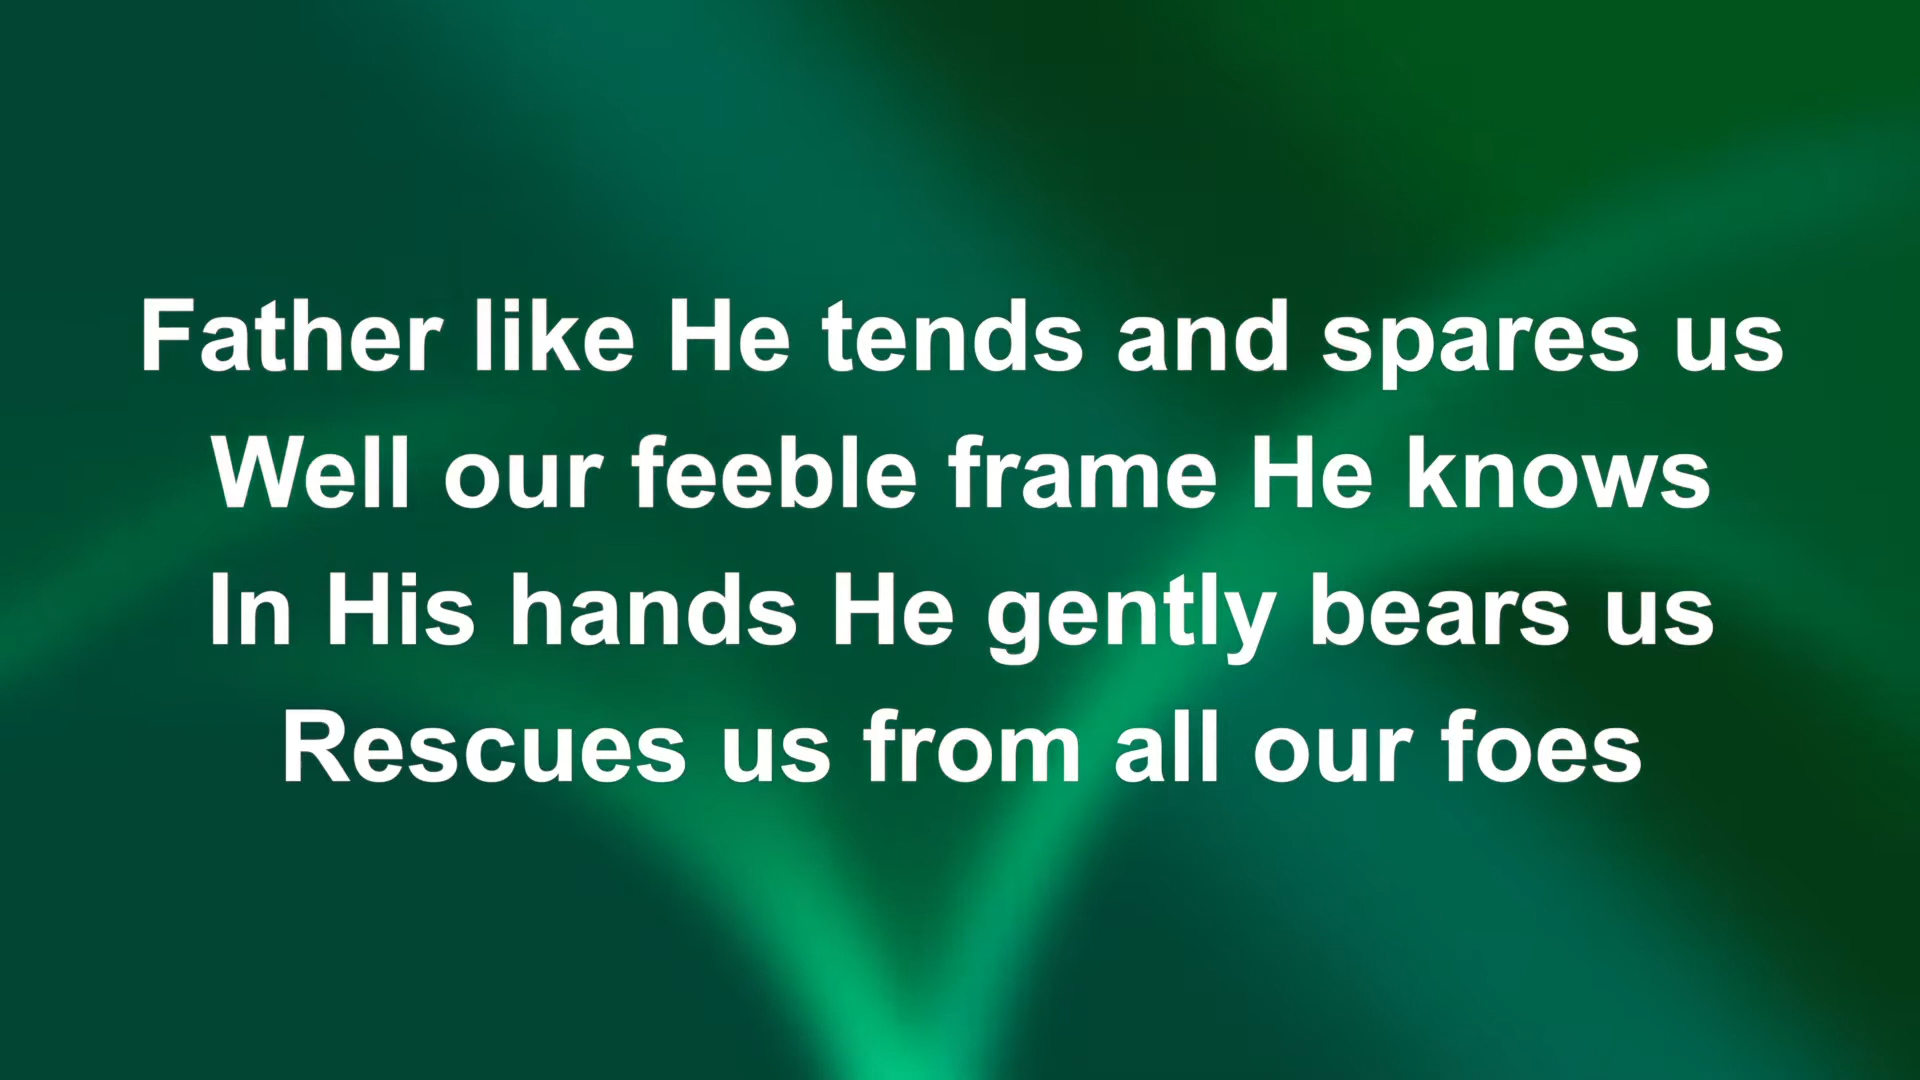 Father like He tends and spares us
Well our feeble frame He knows
In His hands He gently bears us
Rescues us from all our foes